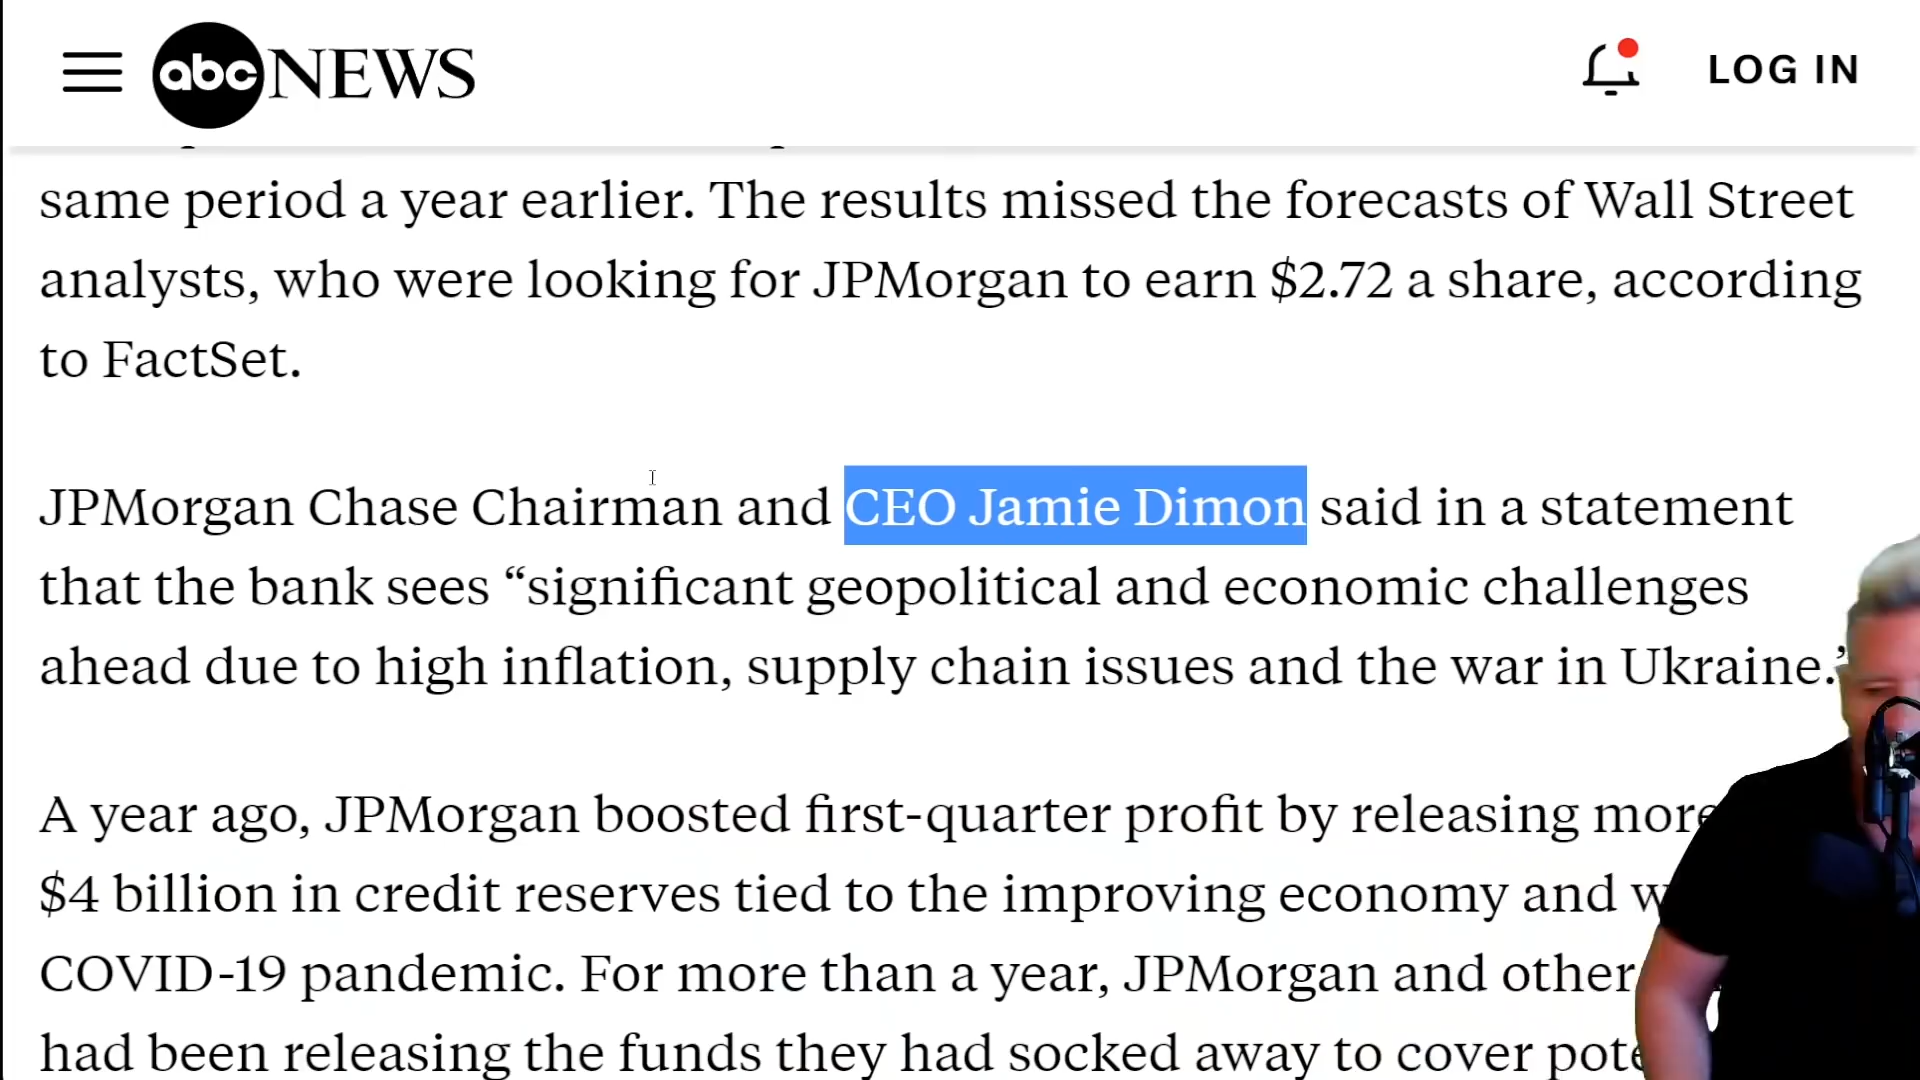 abc NEWS
LOG IN
same period a year earlier. The results missed the forecasts of Wall Street
analysts, who were looking for JPMorgan to earn $2.72 a share, according
to FactSet.
JPMorgan Chase Chairman and CEO Jamie Dimon said in a statement
that the bank sees “significant geopolitical and economic challenges
ahead due to high inflation, supply chain issues and the war in Ukraine.”
A year ago, JPMorgan boosted first-quarter profit by releasing more
$4 billion in credit reserves tied to the improving economy and
COVID-19 pandemic. For more than a year, JPMorgan and other
had been releasing the funds they had socked away to cover